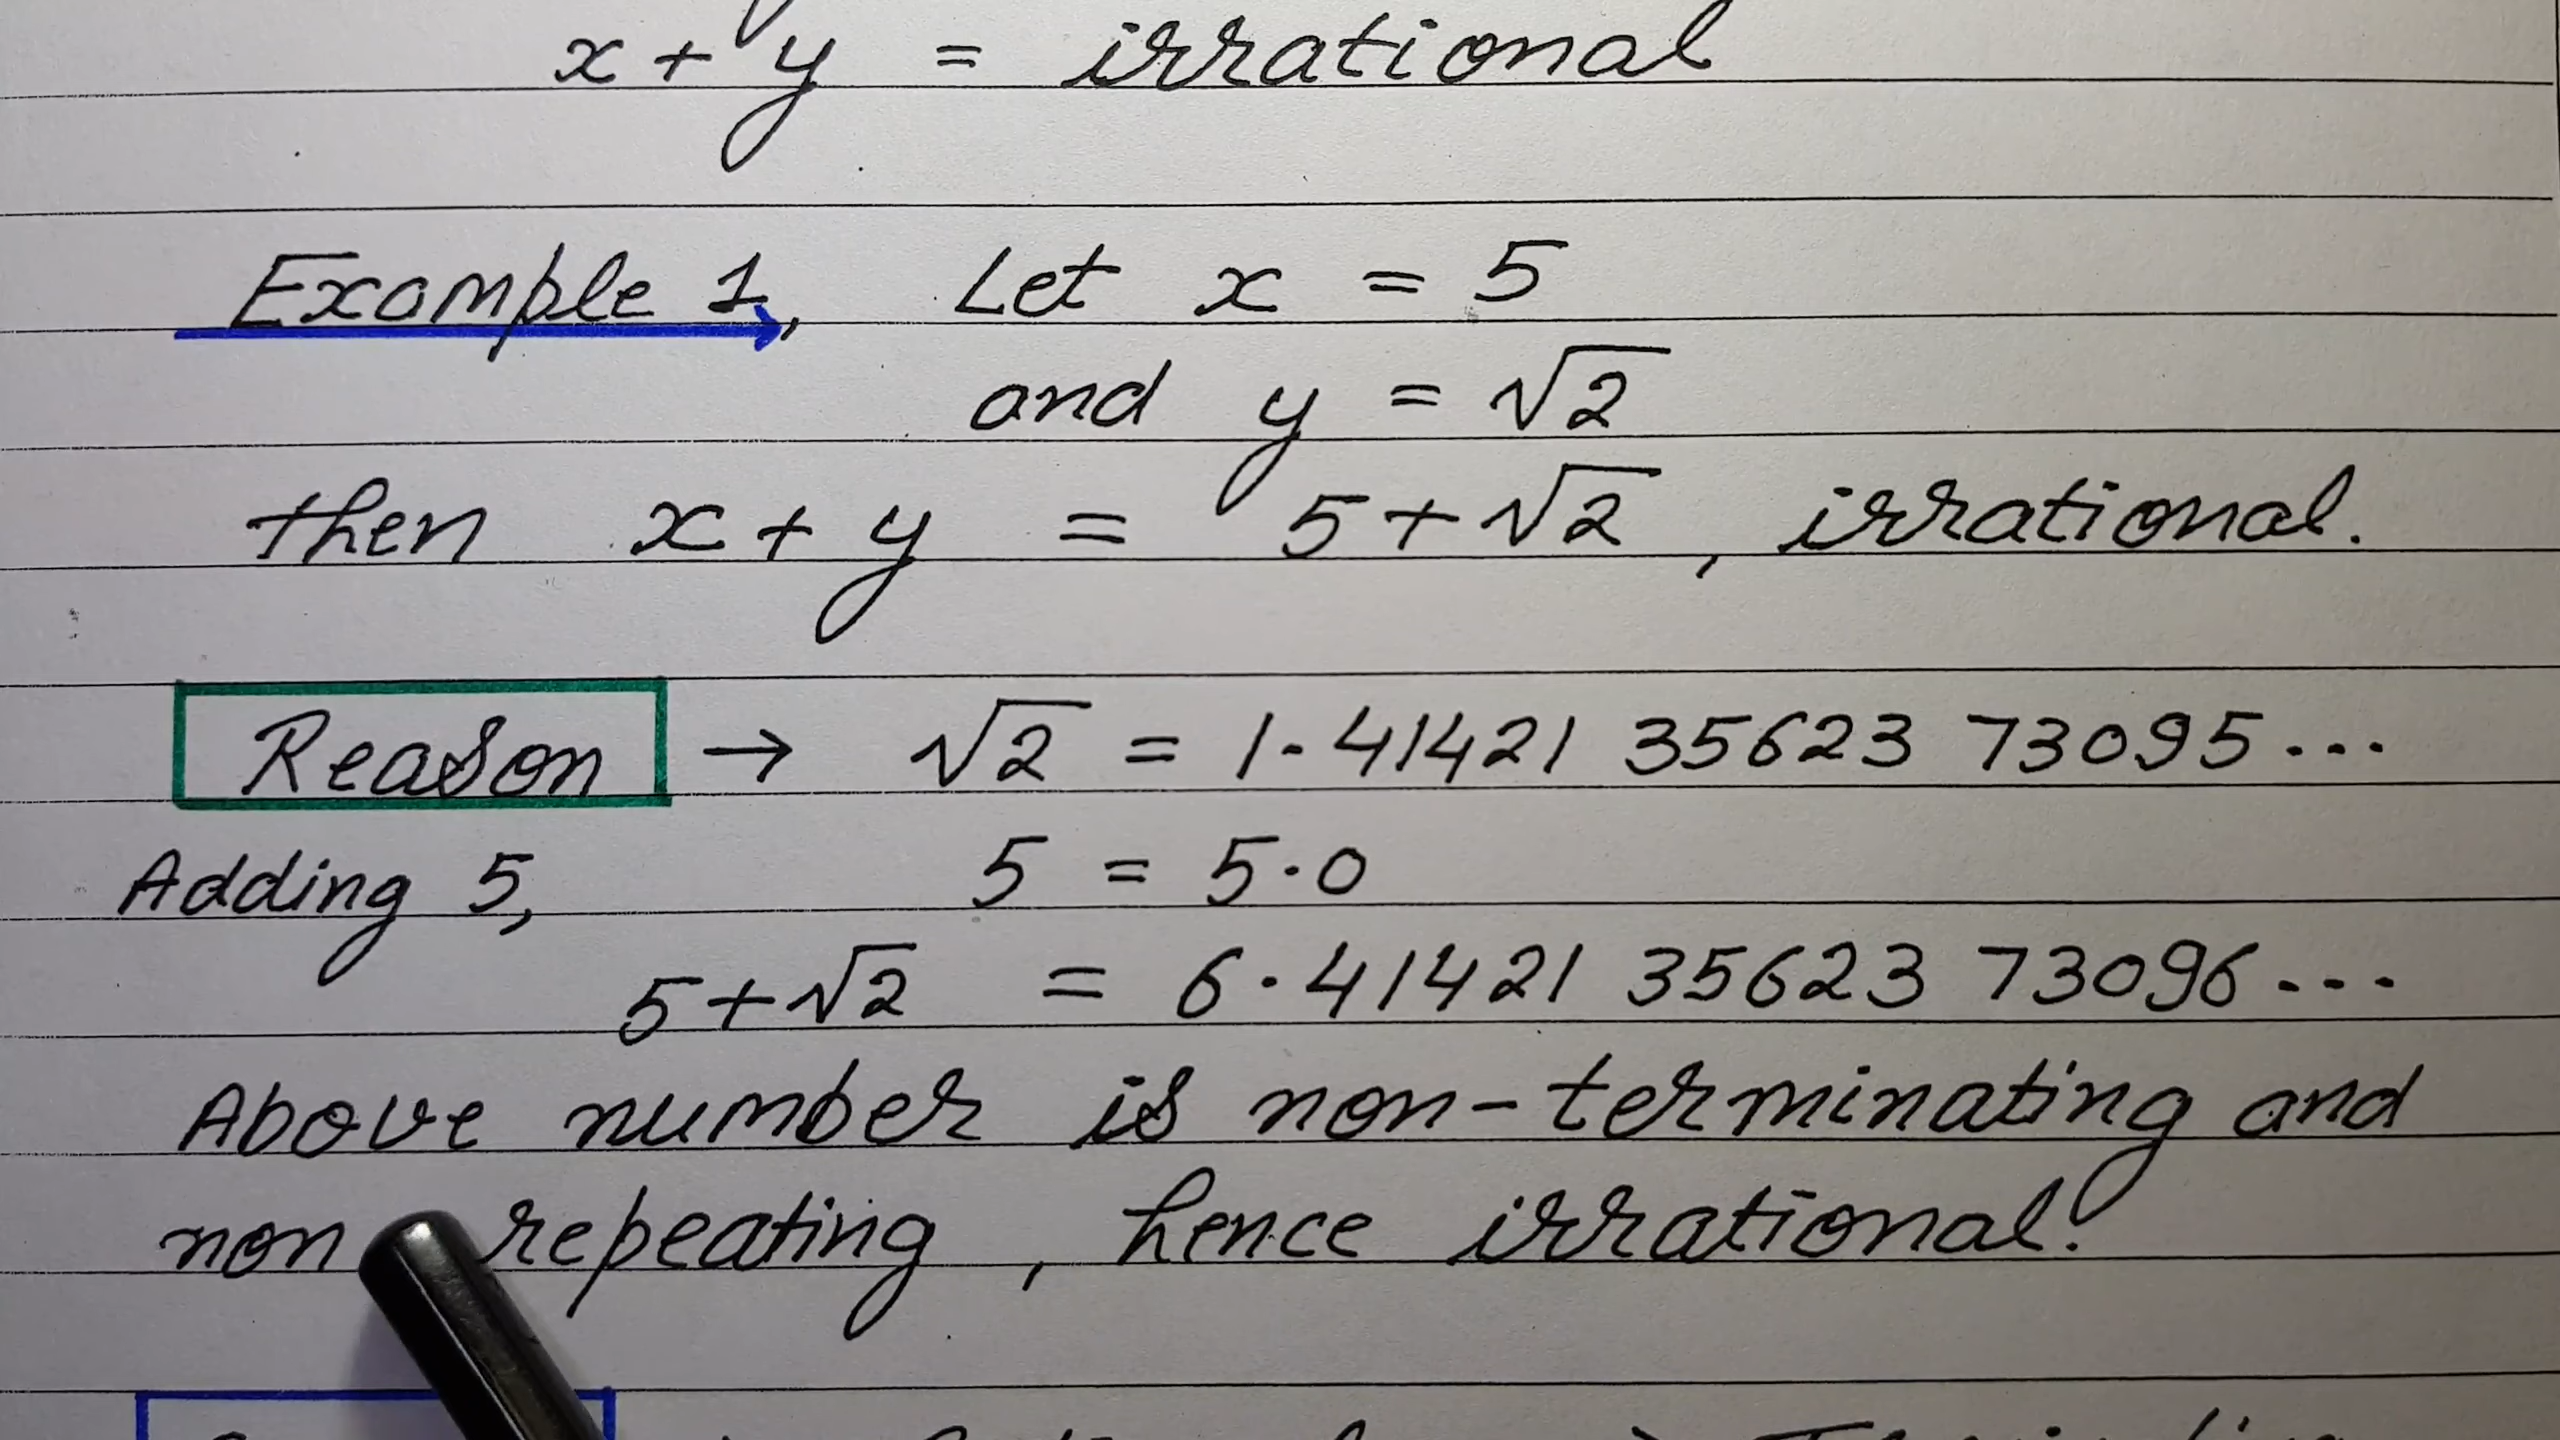 x + y = irrational
Example 1, Let x = 5
and y = √2
then x + y = 5+√2, irrational.
Reason → √2 = 1.41421 35623 73095...
Adding 5, 5 = 5.0
5+√2 = 6.41421 35623 73096...
Above number is non-terminating and
non repeating, hence irrational.